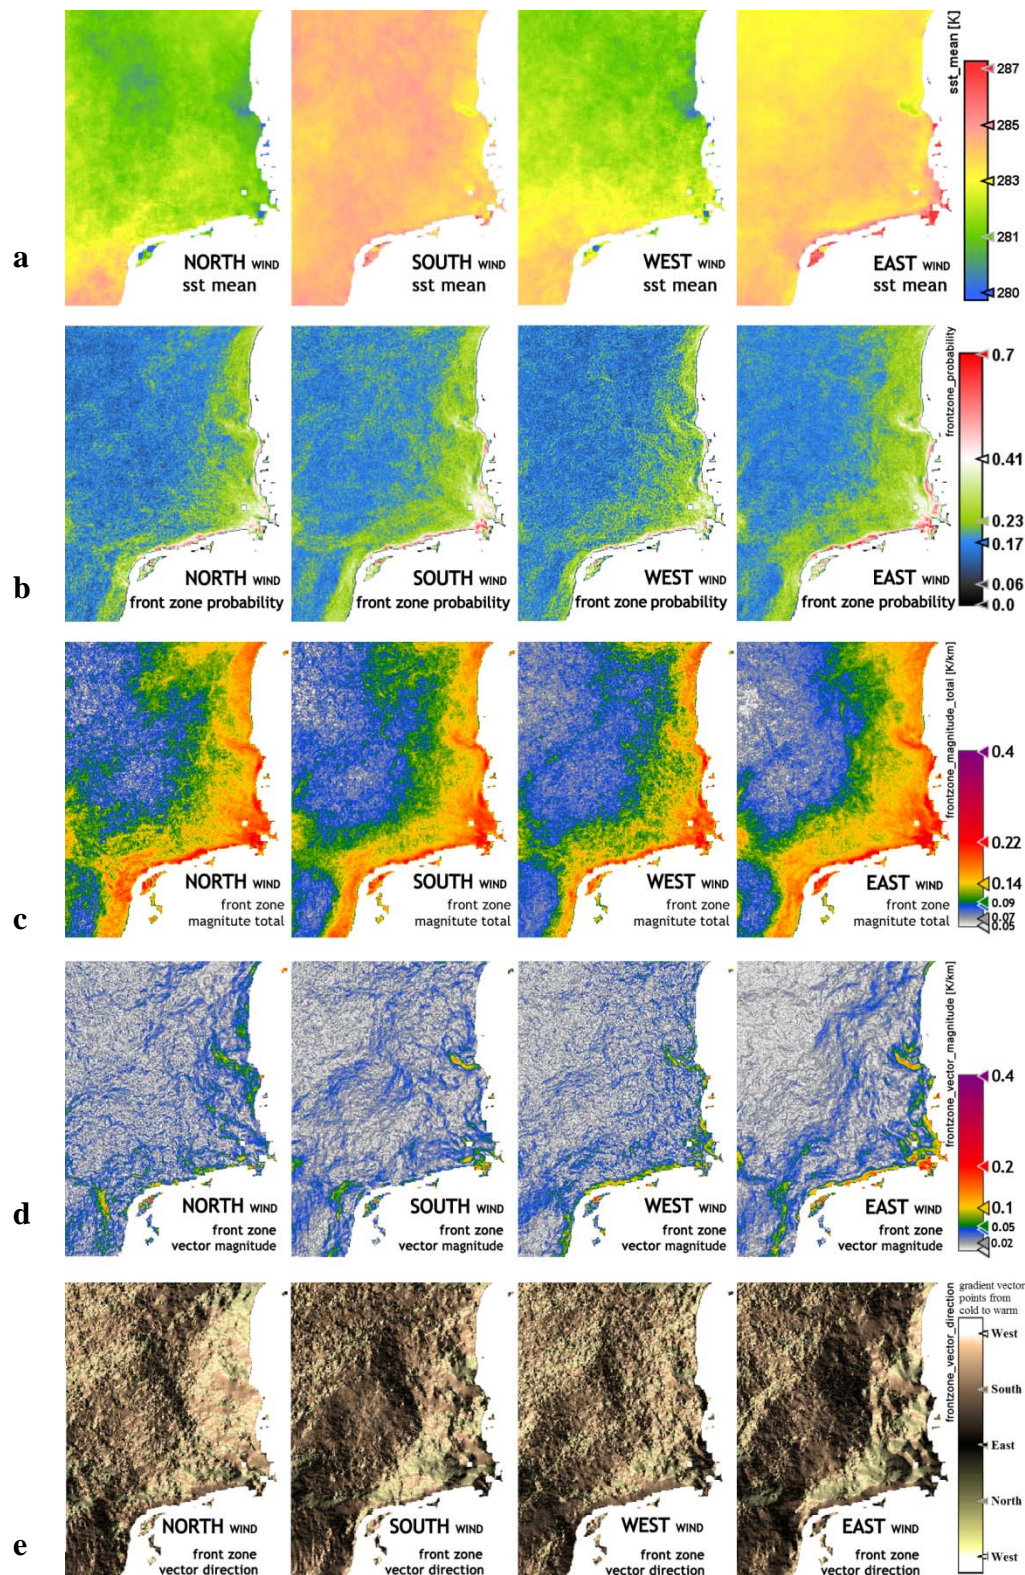 a
NORTH WIND
sst mean
SOUTH WIND
sst mean
WEST WIND
sst mean
EAST WIND
sst mean
sst_mean [K]
287
285
283
281
280
b
NORTH WIND
front zone probability
SOUTH WIND
front zone probability
WEST WIND
front zone probability
EAST WIND
front zone probability
frontzone_probability
0.7
0.41
0.23
0.17
0.06
0.0
c
NORTH WIND
front zone
magnitute total
SOUTH WIND
front zone
magnitute total
WEST WIND
front zone
magnitute total
EAST WIND
front zone
magnitute total
frontzone_magnitude_total [K/km]
0.4
0.22
0.14
0.09
0.07
0.05
d
NORTH WIND
front zone
vector magnitude
SOUTH WIND
front zone
vector magnitude
WEST WIND
front zone
vector magnitude
EAST WIND
front zone
vector magnitude
frontzone_vector_magnitude [K/km]
0.4
0.2
0.1
0.05
0.02
e
NORTH WIND
front zone
vector direction
SOUTH WIND
front zone
vector direction
WEST WIND
front zone
vector direction
EAST WIND
front zone
vector direction
frontzone_vector_direction
gradient vector
points from
cold to warm
West
South
East
North
West